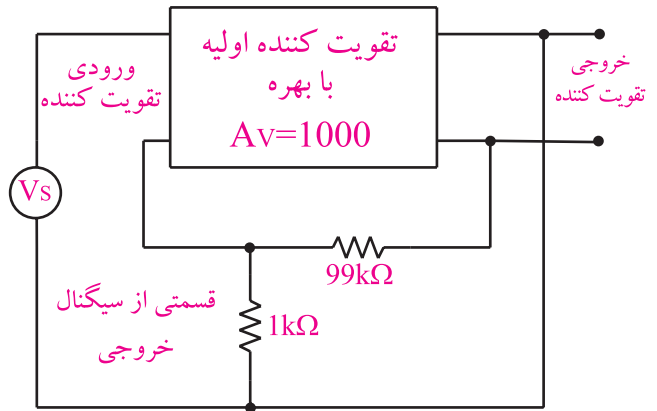 تقویت کننده اولیه
با بهره
Av=1000
ورودی
تقویت کننده
خروجی
تقویت کننده
Vs
99kΩ
1kΩ
قسمتی از سیگنال
خروجی